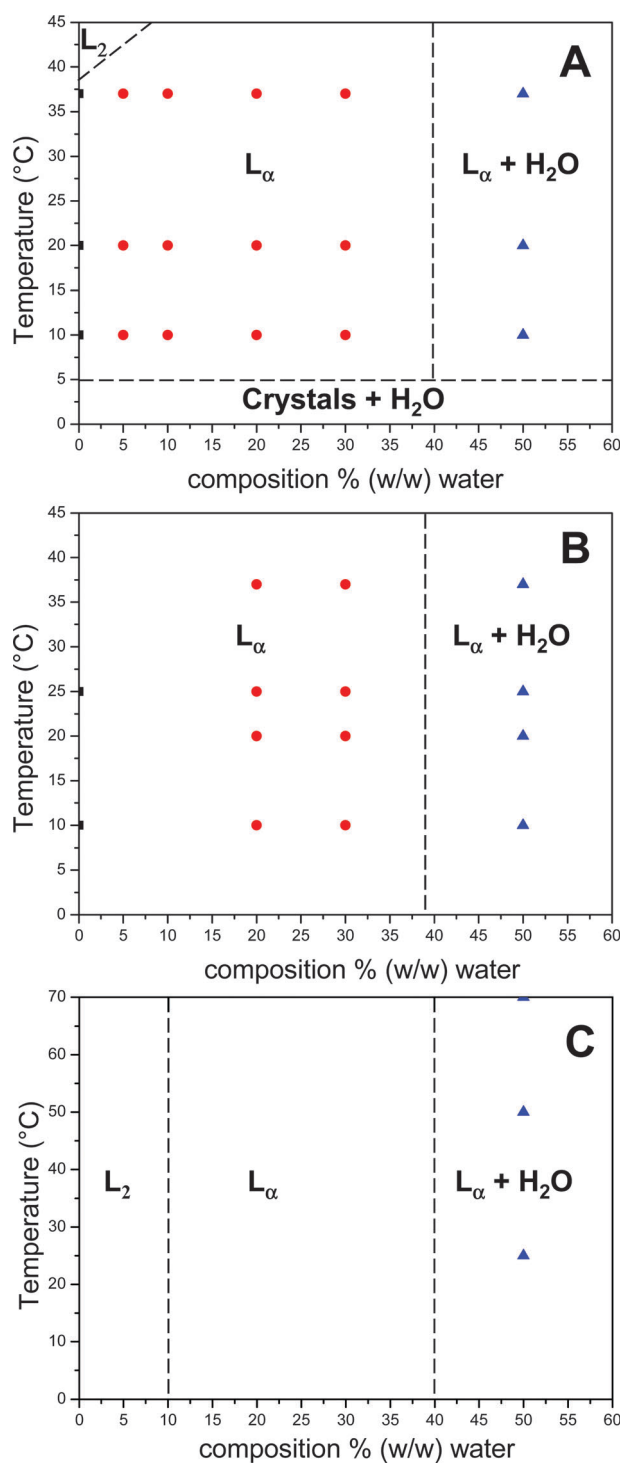 A
L₂
Lα
Lα + H₂O
Crystals + H₂O
Temperature (°C)
45
40
35
30
25
20
15
10
5
0
0 5 10 15 20 25 30 35 40 45 50 55 60
composition % (w/w) water
B
Lα
Lα + H₂O
Temperature (°C)
45
40
35
30
25
20
15
10
5
0
0 5 10 15 20 25 30 35 40 45 50 55 60
composition % (w/w) water
C
L₂
Lα
Lα + H₂O
Temperature (°C)
70
60
50
40
30
20
10
0
0 5 10 15 20 25 30 35 40 45 50 55 60
composition % (w/w) water